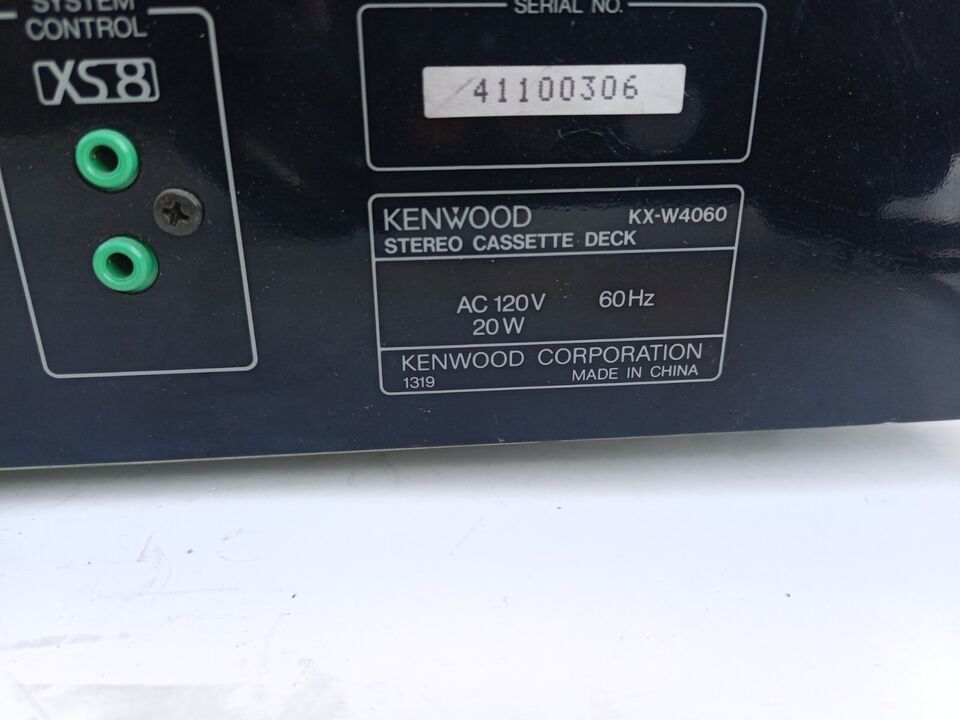 SYSTEM
CONTROL
XS8
SERIAL NO.
41100306
KENWOOD KX-W4060
STEREO CASSETTE DECK
AC 120V 60Hz
20W
KENWOOD CORPORATION
1319 MADE IN CHINA